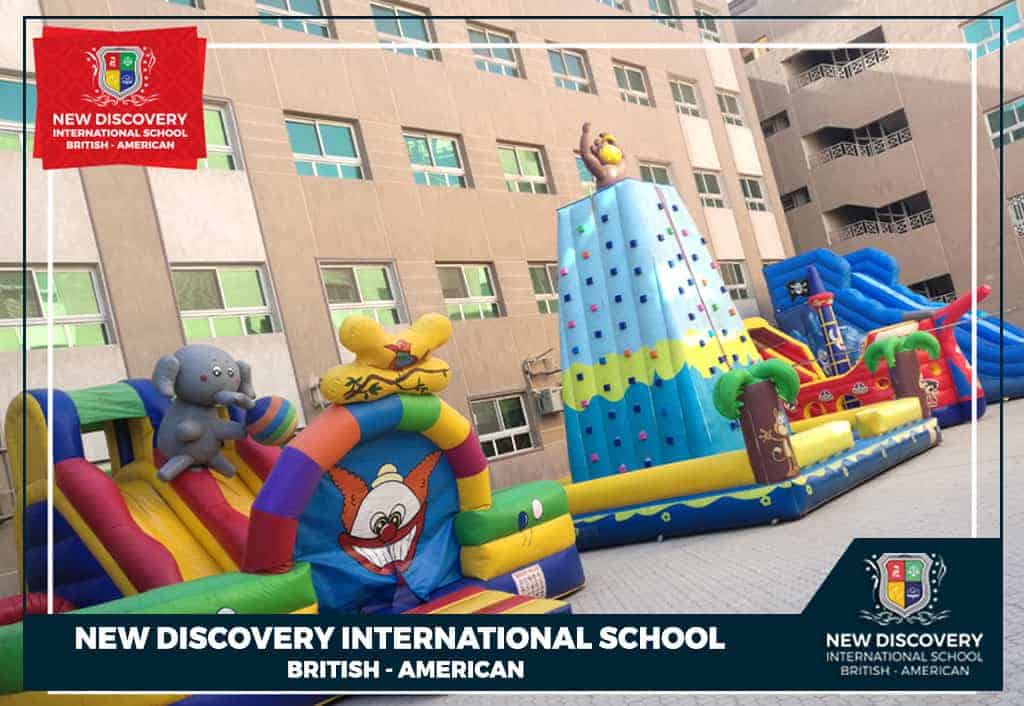 NEW DISCOVERY
INTERNATIONAL SCHOOL
BRITISH - AMERICAN
NEW DISCOVERY INTERNATIONAL SCHOOL
BRITISH - AMERICAN
NEW DISCOVERY
INTERNATIONAL SCHOOL
BRITISH - AMERICAN